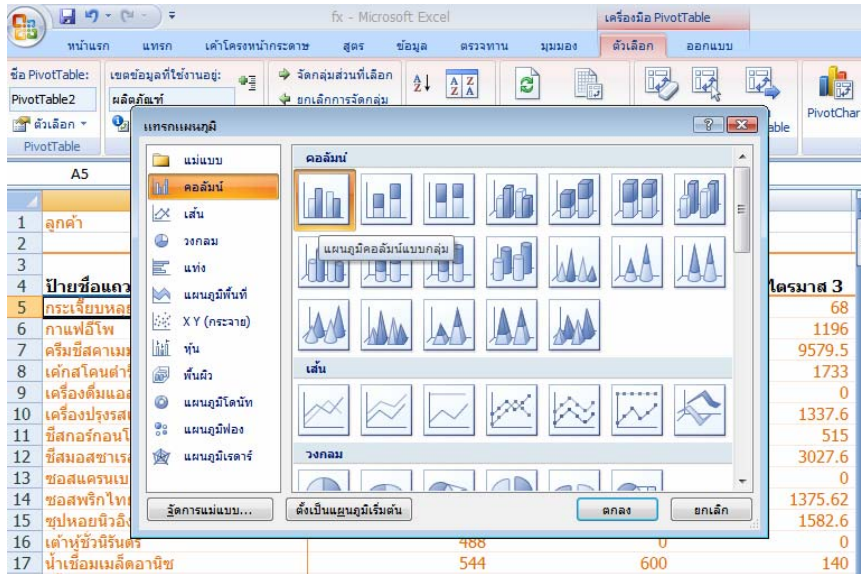 fx - Microsoft Excel
เครื่องมือ PivotTable
หน้าแรก แทรก เค้าโครงหน้ากระดาษ สูตร ข้อมูล ตรวจทาน มุมมอง ตัวเลือก ออกแบบ
ชื่อ PivotTable:
เขตข้อมูลที่ใช้งานอยู่:
จัดกลุ่มส่วนที่เลือก
PivotTable2
ผลิตภัณฑ์
ยกเลิกการจัดกลุ่ม
PivotChar
ตัวเลือก
PivotTable
A5
แทรกแผนภูมิ
แม่แบบ
คอลัมน์
เส้น
วงกลม
แท่ง
แผนภูมิพื้นที่
X Y (กระจาย)
หุ้น
พื้นผิว
แผนภูมิโดนัท
แผนภูมิฟอง
แผนภูมิเรดาร์
คอลัมน์
แผนภูมิคอลัมน์แบบกลุ่ม
เส้น
วงกลม
จัดการแม่แบบ...
ตั้งเป็นแผนภูมิเริ่มต้น
ตกลง
ยกเลิก
1 ลูกค้า
2
3
4 ป้ายชื่อแถว ไตรมาส 3
5 กระเจี๊ยบหลุย 68
6 กาแฟอีโพ 1196
7 ครีมชีสคาเมม 9579.5
8 เค้กสโคนตำรั 1733
9 เครื่องดื่มแอล 0
10 เครื่องปรุงรส 1337.6
11 ชีสกอร์กอนโ 515
12 ชีสมอสซาเร 3027.6
13 ซอสแครนเบ 0
14 ซอสพริกไทย 1375.62
15 ซุปหอยนิวอิง 1582.6
16 เต้าหู้ชั่วนิรันดร์ 488 0 0
17 น้ำเชื่อมเมล็ดอานิซ 544 600 140